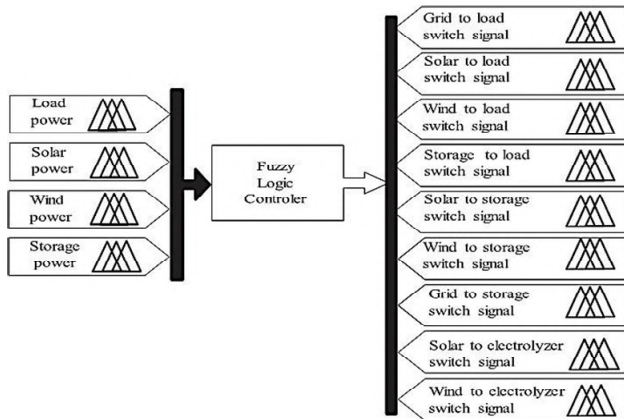 Load
power
Solar
power
Wind
power
Storage
power
Fuzzy
Logic
Controler
Grid to load
switch signal
Solar to load
switch signal
Wind to load
switch signal
Storage to load
switch signal
Solar to storage
switch signal
Wind to storage
switch signal
Grid to storage
switch signal
Solar to electrolyzer
switch signal
Wind to electrolyzer
switch signal